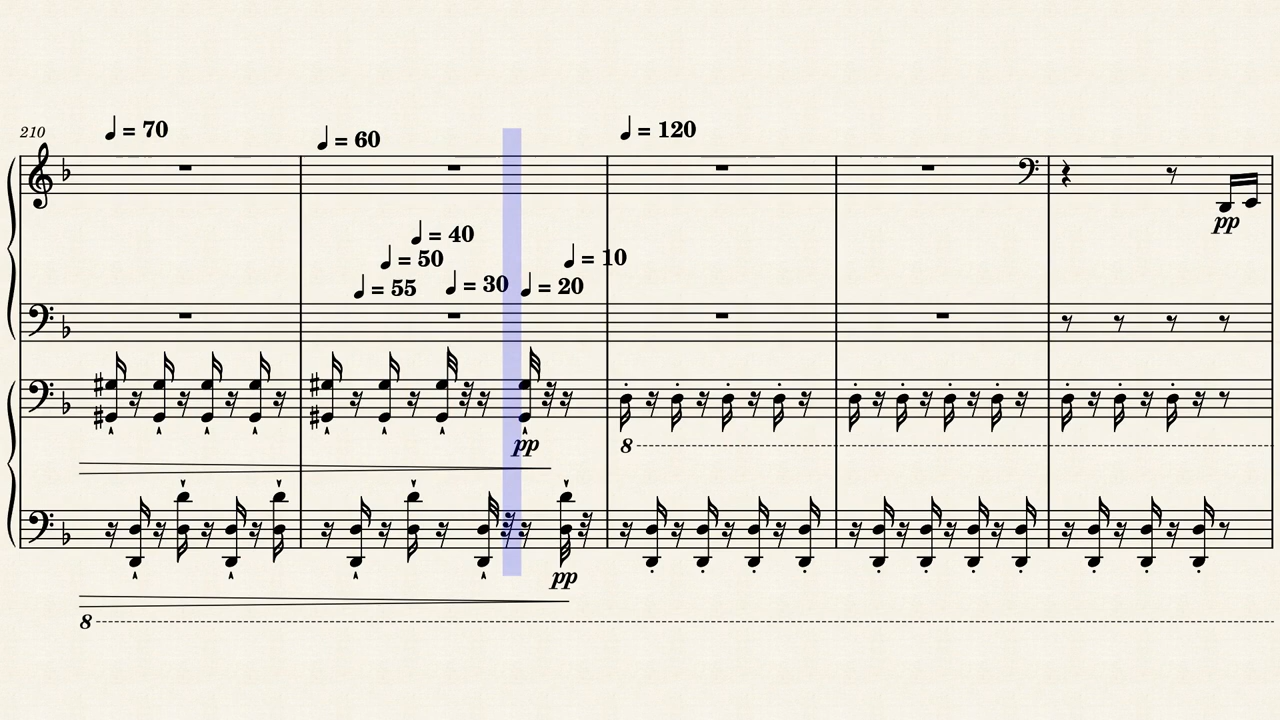 210
♩ = 70
♩ = 60
♩ = 120
♩ = 40
♩ = 50
♩ = 10
♩ = 55
♩ = 30
♩ = 20
pp
pp
8
pp
8